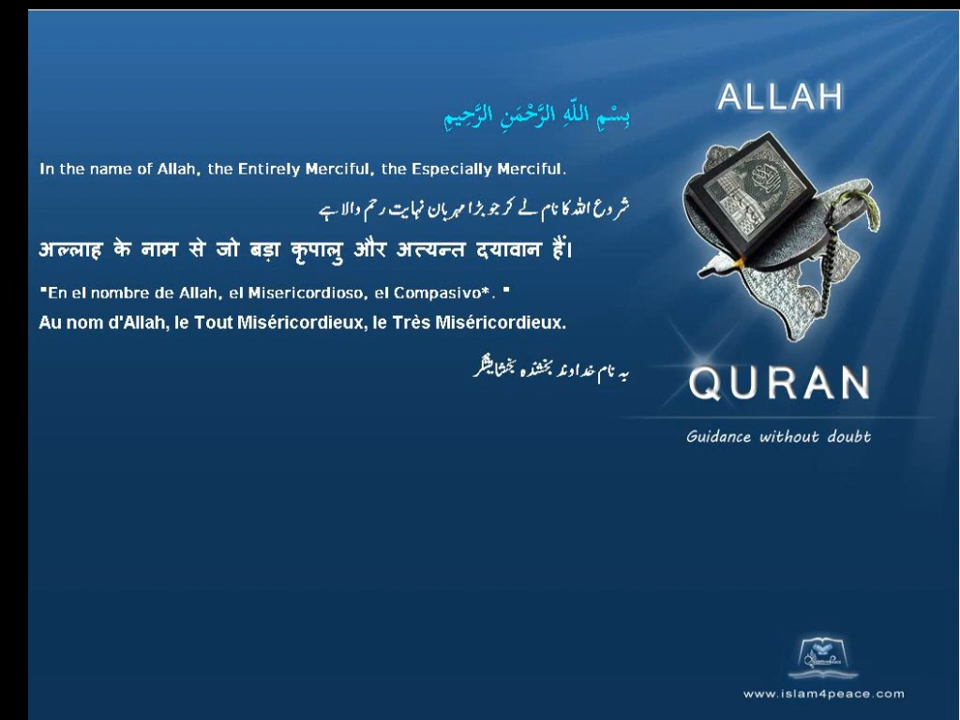 بِسْمِ اللَّهِ الرَّحْمَنِ الرَّحِيمِ
In the name of Allah, the Entirely Merciful, the Especially Merciful.
شروع اللہ کا نام لے کر جو بڑا مہربان نہایت رحم والا ہے
अल्लाह के नाम से जो बड़ा कृपालु और अत्यन्त दयावान हैं।
"En el nombre de Allah, el Misericordioso, el Compasivo*. "
Au nom d'Allah, le Tout Miséricordieux, le Très Miséricordieux.
به نام خداوند بخشنده بخشایشگر
ALLAH
QURAN
Guidance without doubt
www.islam4peace.com